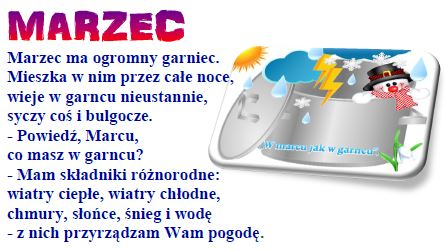 MARZEC
Marzec ma ogromny garniec.
Mieszka w nim przez całe noce,
wieje w garncu nieustannie,
syczy coś i bulgocze.
- Powiedź, Marcu,
co masz w garncu?
- Mam składniki różnorodne:
wiatry ciepłe, wiatry chłodne,
chmury, słońce, śnieg i wodę
- z nich przyrządzam Wam pogodę.
„W marcu jak w garncu”